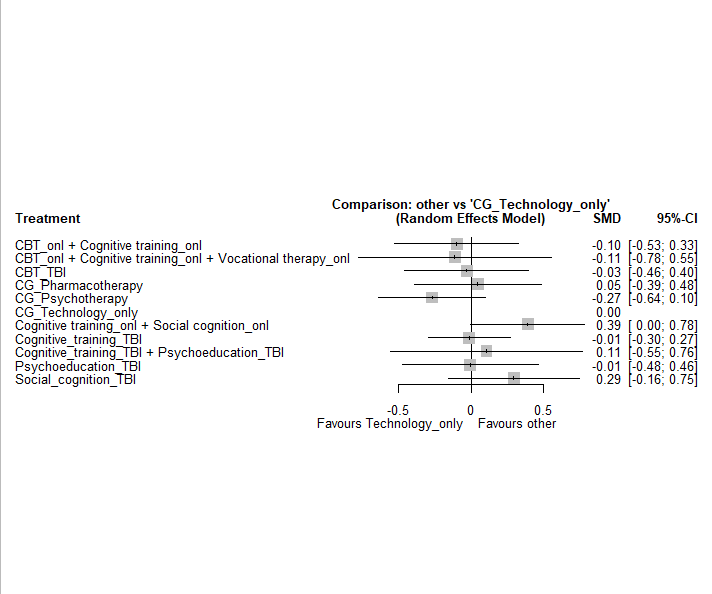 Comparison: other vs 'CG_Technology_only'
Treatment (Random Effects Model) SMD 95%-CI
CBT_onl + Cognitive training_onl -0.10 [-0.53; 0.33]
CBT_onl + Cognitive training_onl + Vocational therapy_onl -0.11 [-0.78; 0.55]
CBT_TBI -0.03 [-0.46; 0.40]
CG_Pharmacotherapy 0.05 [-0.39; 0.48]
CG_Psychotherapy -0.27 [-0.64; 0.10]
CG_Technology_only 0.00
Cognitive training_onl + Social cognition_onl 0.39 [ 0.00; 0.78]
Cognitive_training_TBI -0.01 [-0.30; 0.27]
Cognitive_training_TBI + Psychoeducation_TBI 0.11 [-0.55; 0.76]
Psychoeducation_TBI -0.01 [-0.48; 0.46]
Social_cognition_TBI 0.29 [-0.16; 0.75]
-0.5 0 0.5
Favours Technology_only Favours other